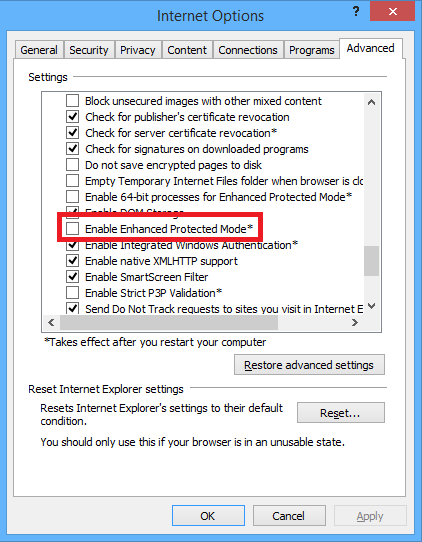 Internet Options
?
General Security Privacy Content Connections Programs Advanced
Settings
Block unsecured images with other mixed content
Check for publisher's certificate revocation
Check for server certificate revocation*
Check for signatures on downloaded programs
Do not save encrypted pages to disk
Empty Temporary Internet Files folder when browser is clo
Enable 64-bit processes for Enhanced Protected Mode*
Enable DOM Storage
Enable Enhanced Protected Mode*
Enable Integrated Windows Authentication*
Enable native XMLHTTP support
Enable SmartScreen Filter
Enable Strict P3P Validation*
Send Do Not Track requests to sites you visit in Internet E
*Takes effect after you restart your computer
Restore advanced settings
Reset Internet Explorer settings
Resets Internet Explorer's settings to their default
condition.
Reset...
You should only use this if your browser is in an unusable state.
OK Cancel Apply